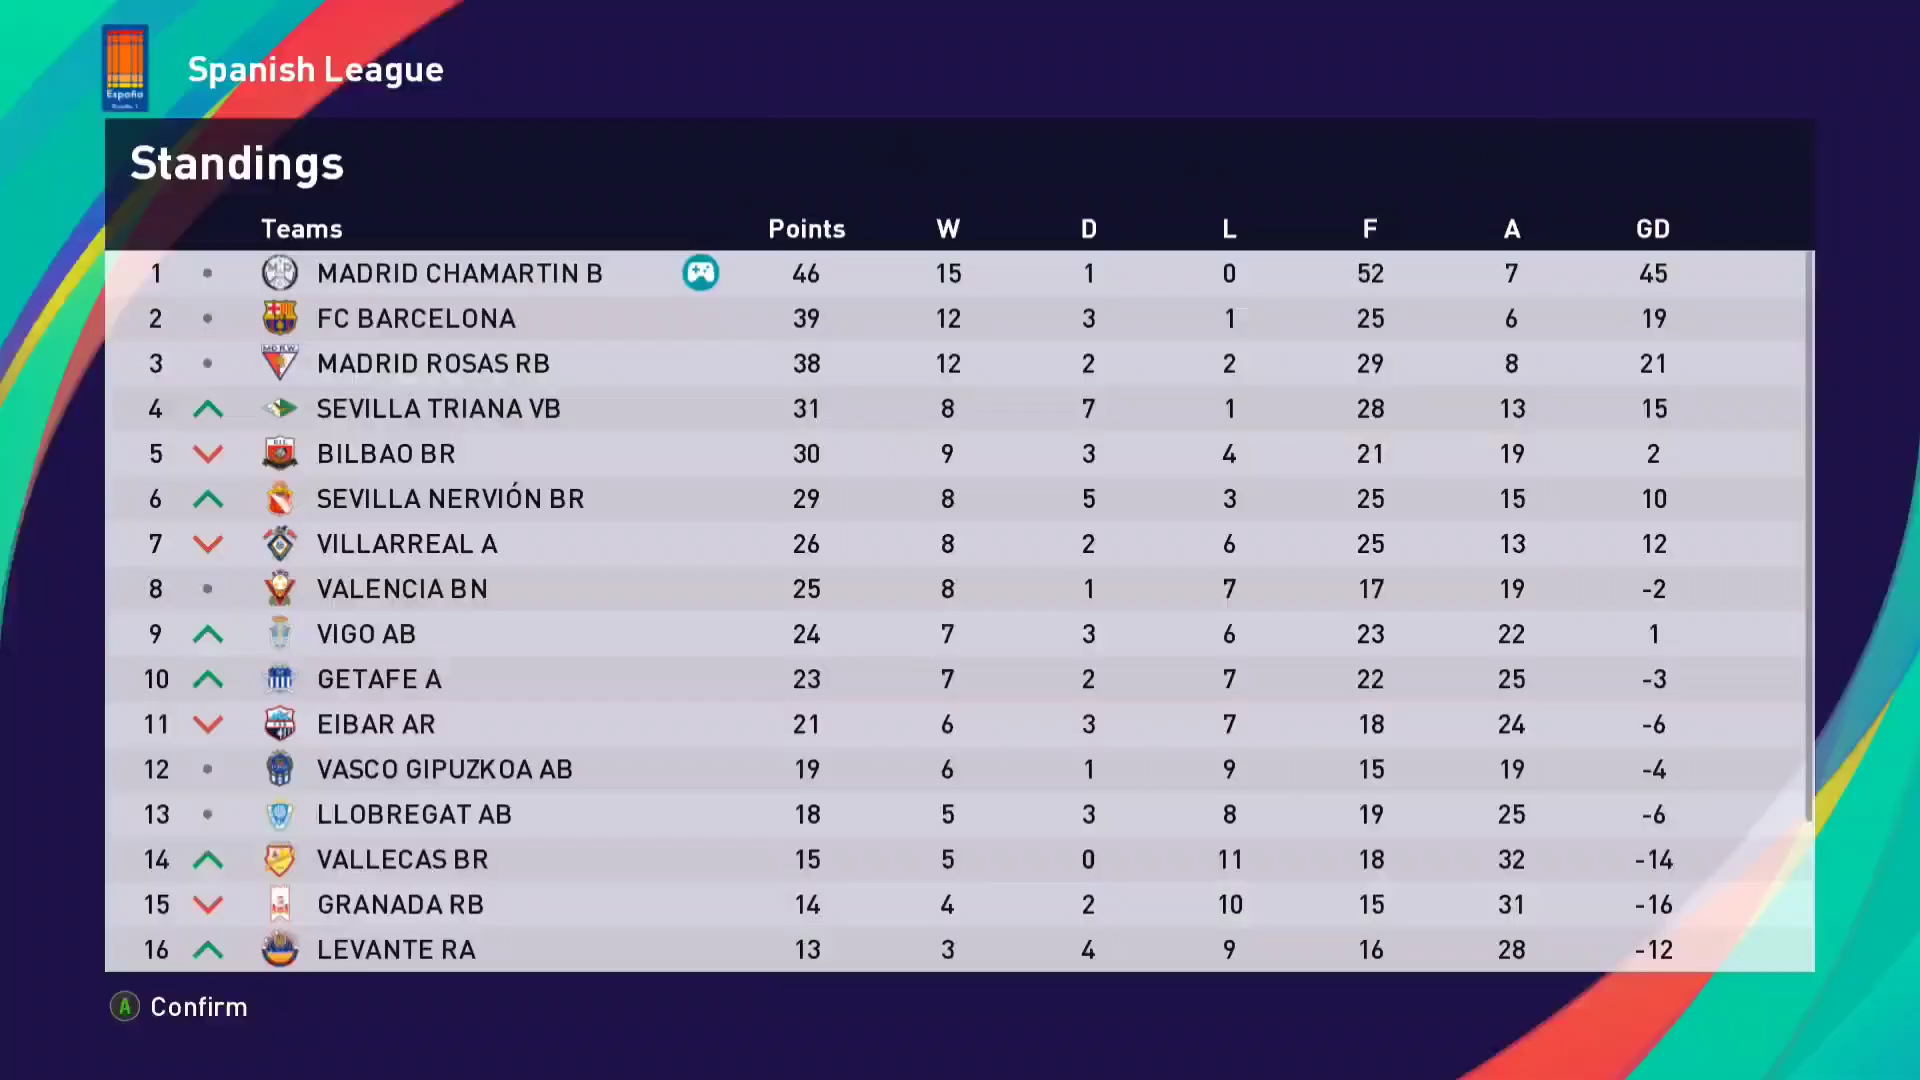 España
Spanish League
Standings
Teams Points W D L F A GD
1 MADRID CHAMARTIN B 46 15 1 0 52 7 45
2 FC BARCELONA 39 12 3 1 25 6 19
3 MADRID ROSAS RB 38 12 2 2 29 8 21
4 SEVILLA TRIANA VB 31 8 7 1 28 13 15
5 BILBAO BR 30 9 3 4 21 19 2
6 SEVILLA NERVIÓN BR 29 8 5 3 25 15 10
7 VILLARREAL A 26 8 2 6 25 13 12
8 VALENCIA BN 25 8 1 7 17 19 -2
9 VIGO AB 24 7 3 6 23 22 1
10 GETAFE A 23 7 2 7 22 25 -3
11 EIBAR AR 21 6 3 7 18 24 -6
12 VASCO GIPUZKOA AB 19 6 1 9 15 19 -4
13 LLOBREGAT AB 18 5 3 8 19 25 -6
14 VALLECAS BR 15 5 0 11 18 32 -14
15 GRANADA RB 14 4 2 10 15 31 -16
16 LEVANTE RA 13 3 4 9 16 28 -12
A Confirm